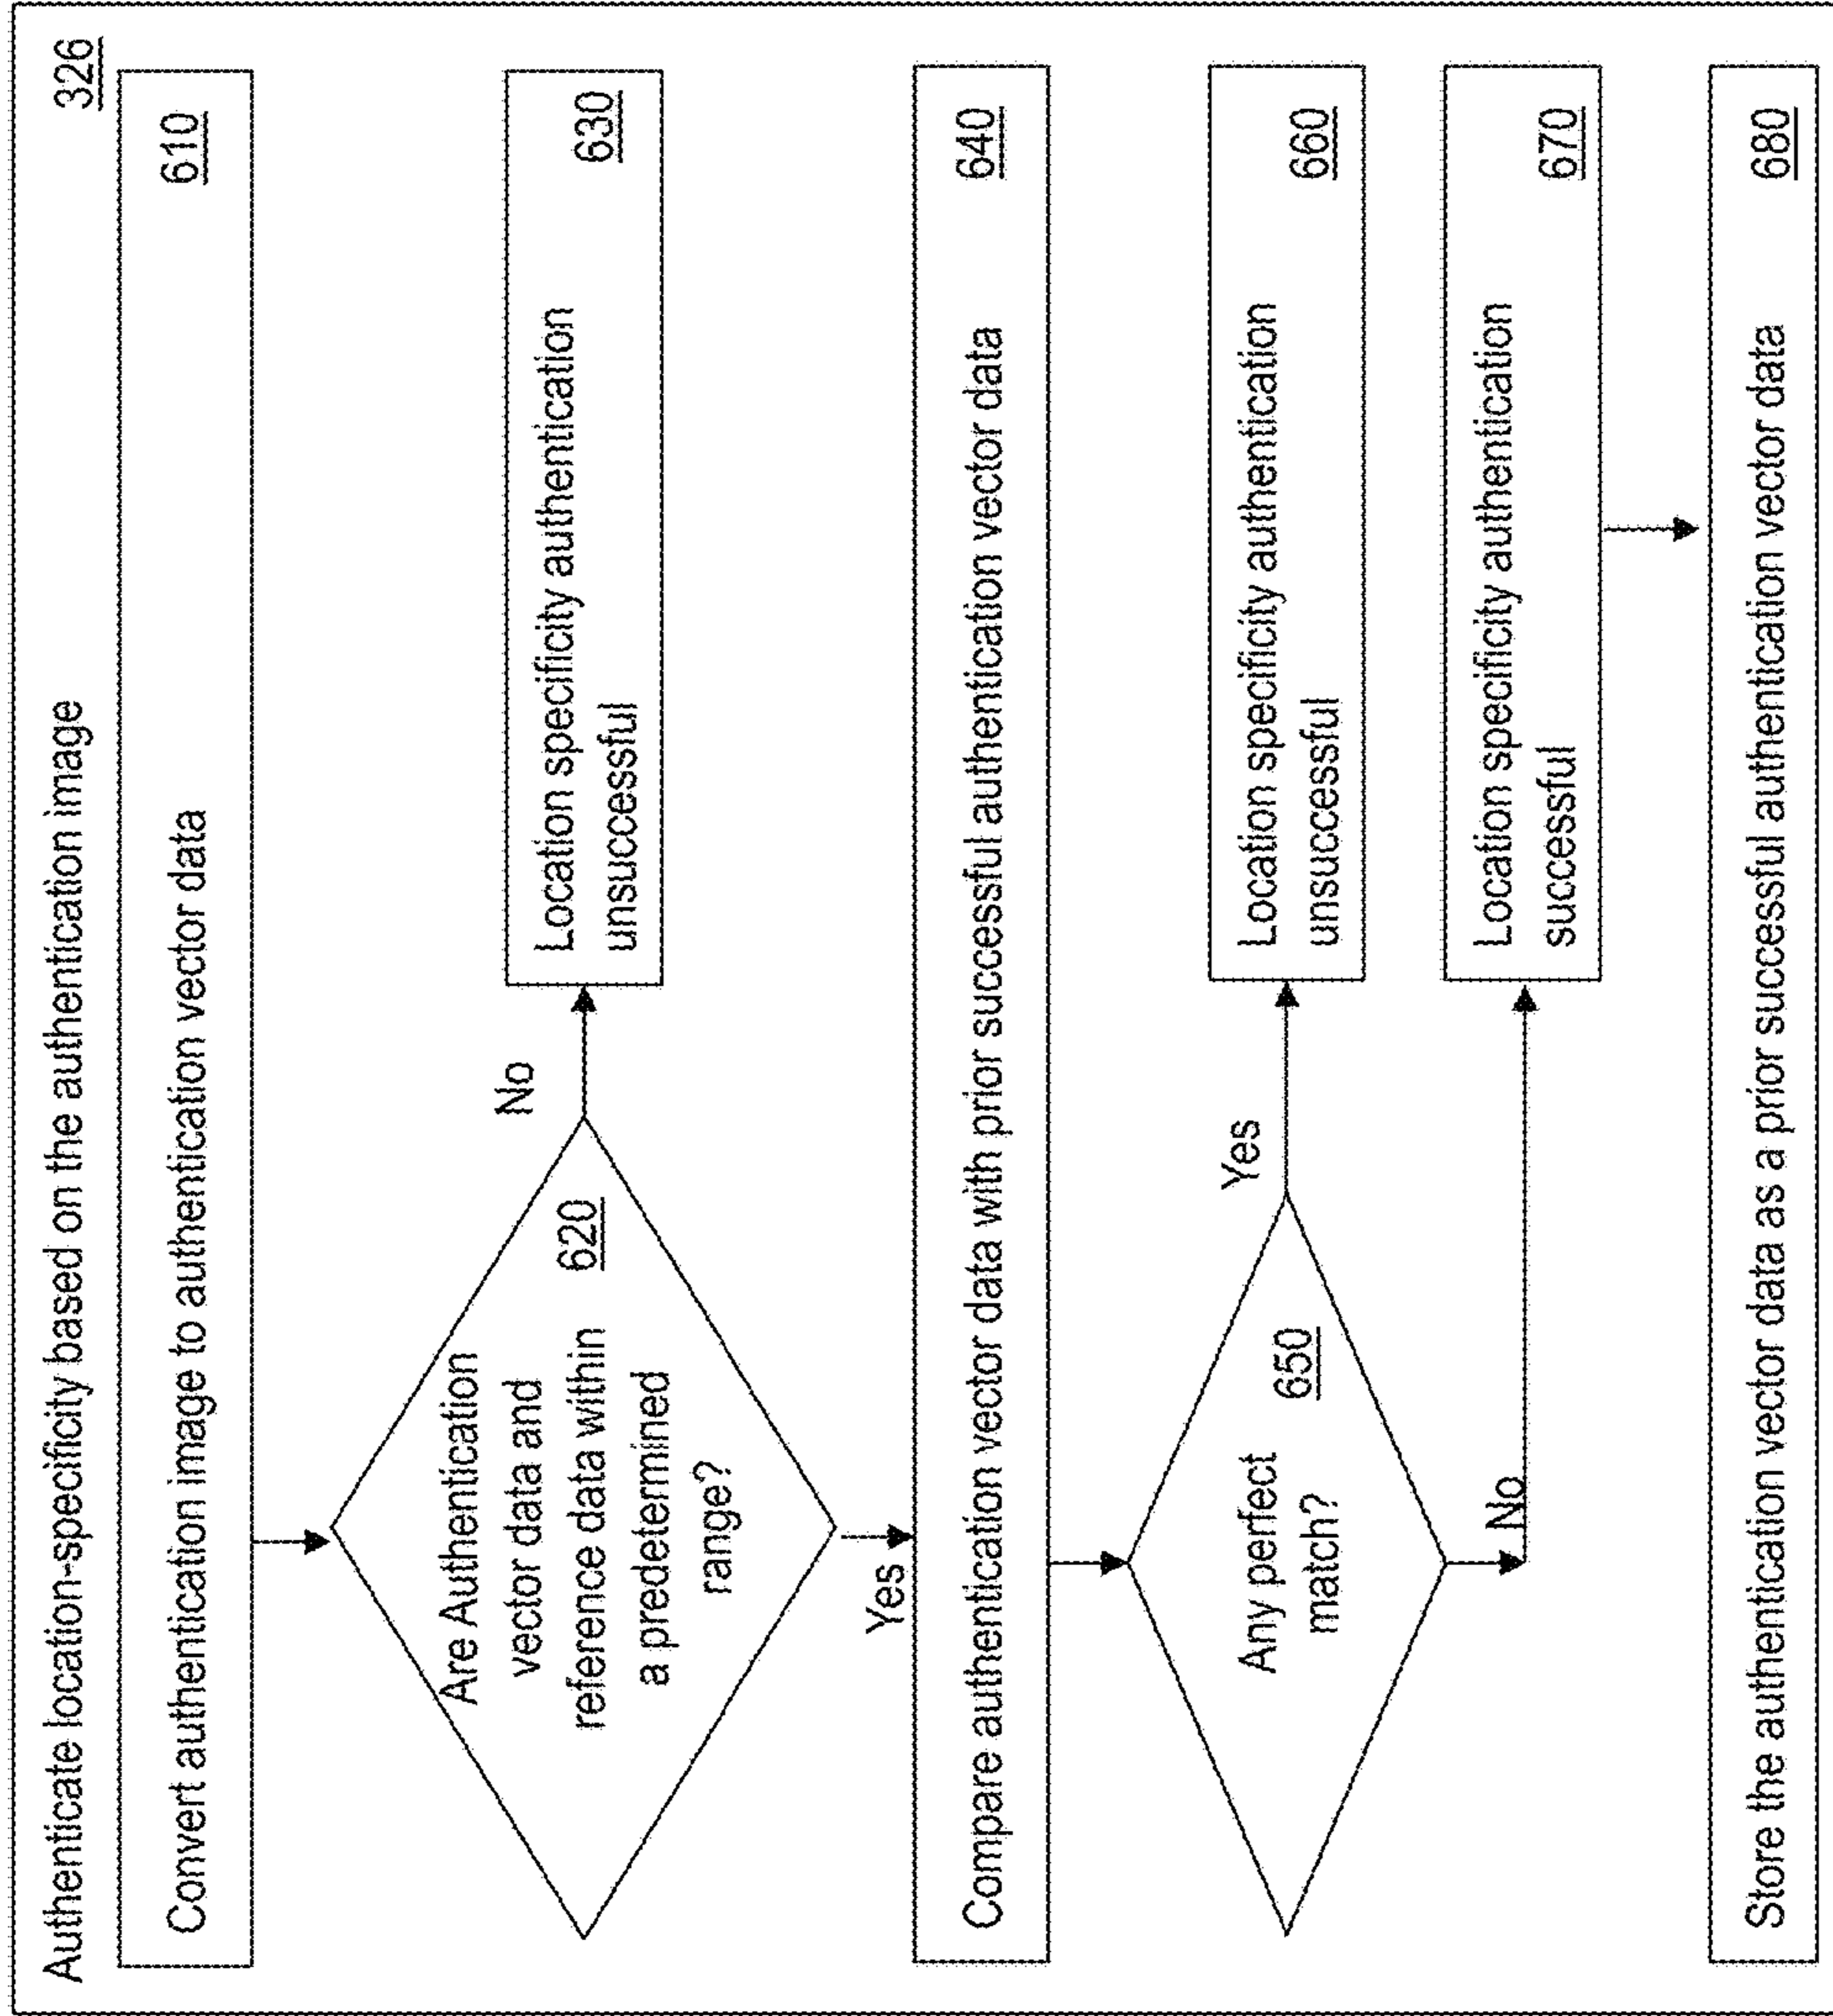 Authenticate location-specificity based on the authentication image 326
Convert authentication image to authentication vector data 610
Are Authentication
vector data and
reference data within 620
a predetermined
range?
No
Location specificity authentication 630
unsuccessful
Yes
Compare authentication vector data with prior successful authentication vector data 640
Any perfect 650
match?
Yes
Location specificity authentication 660
unsuccessful
No
Location specificity authentication
successful 670
Store the authentication vector data as a prior successful authentication vector data 680